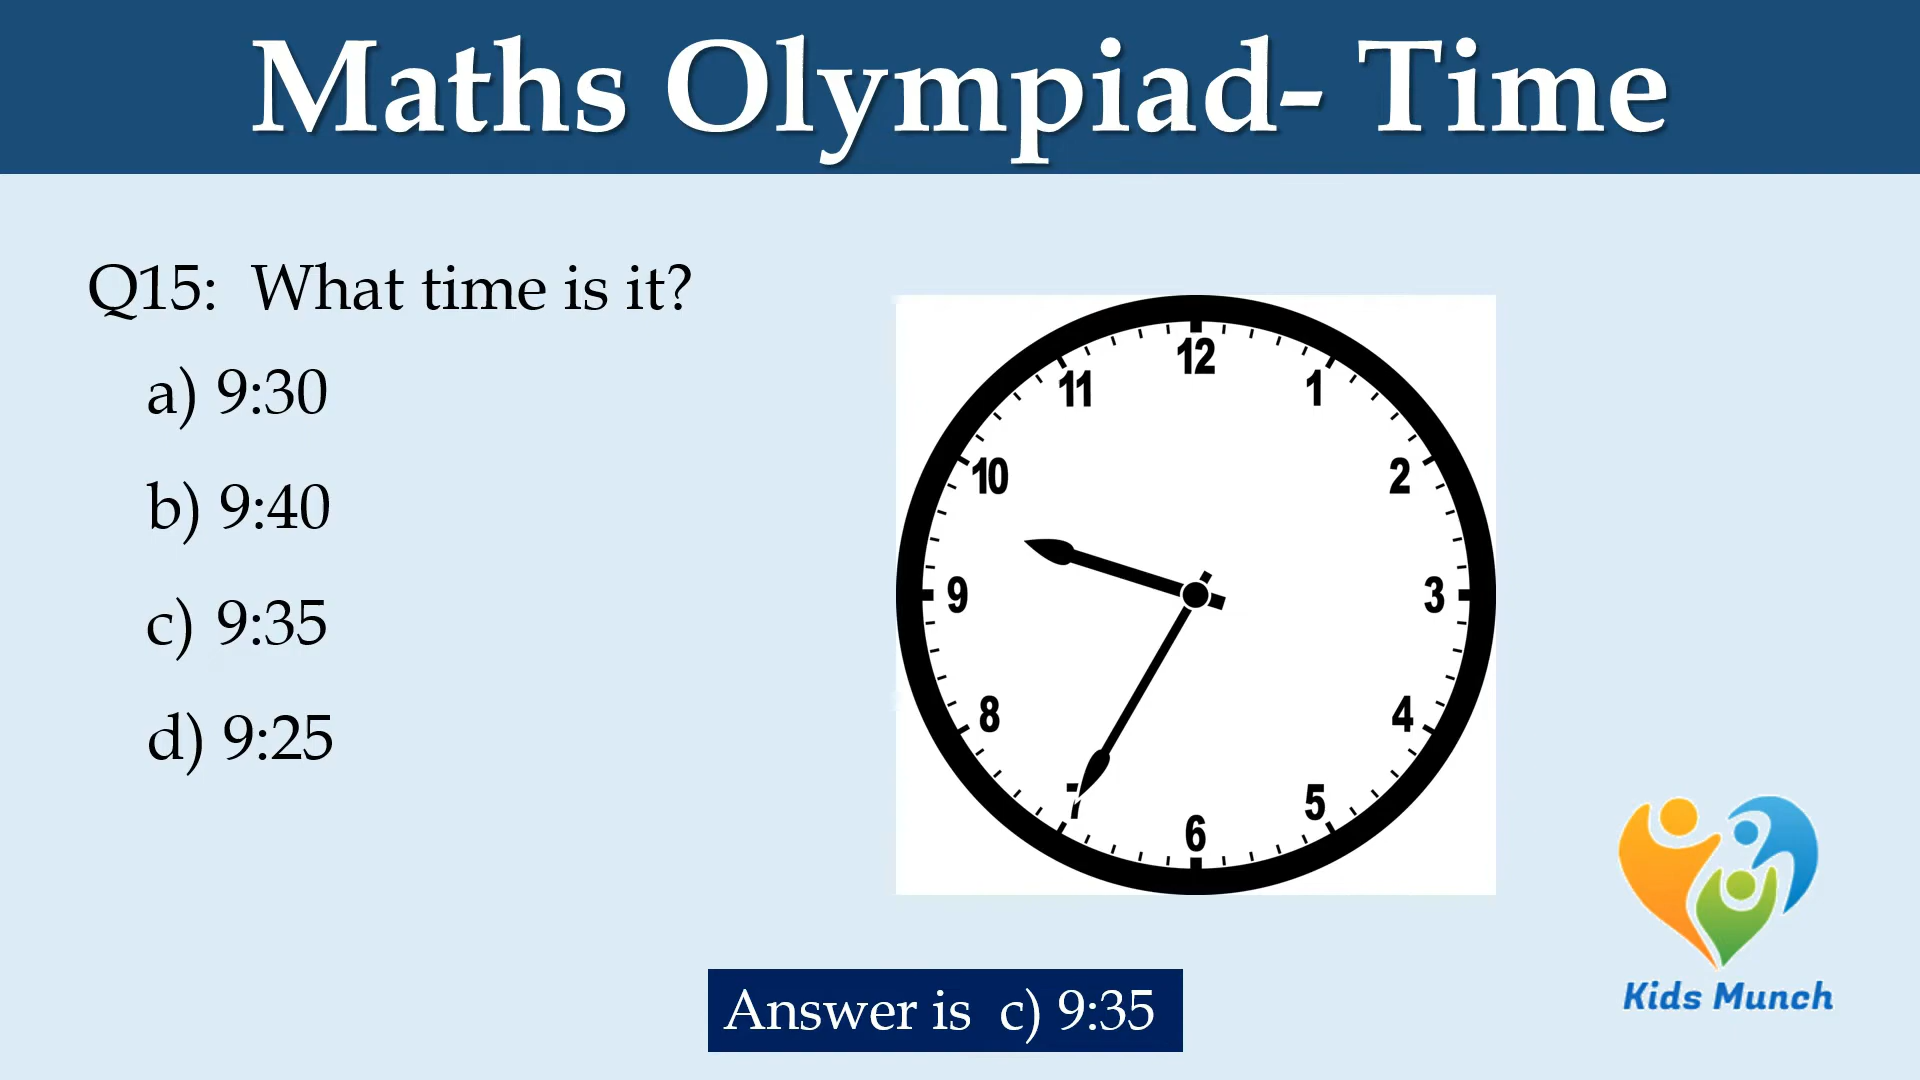 Maths Olympiad- Time
Q15: What time is it?
a) 9:30
b) 9:40
c) 9:35
d) 9:25
12
11
1
10
2
9
3
8
4
7
5
6
Kids Munch
Answer is c) 9:35